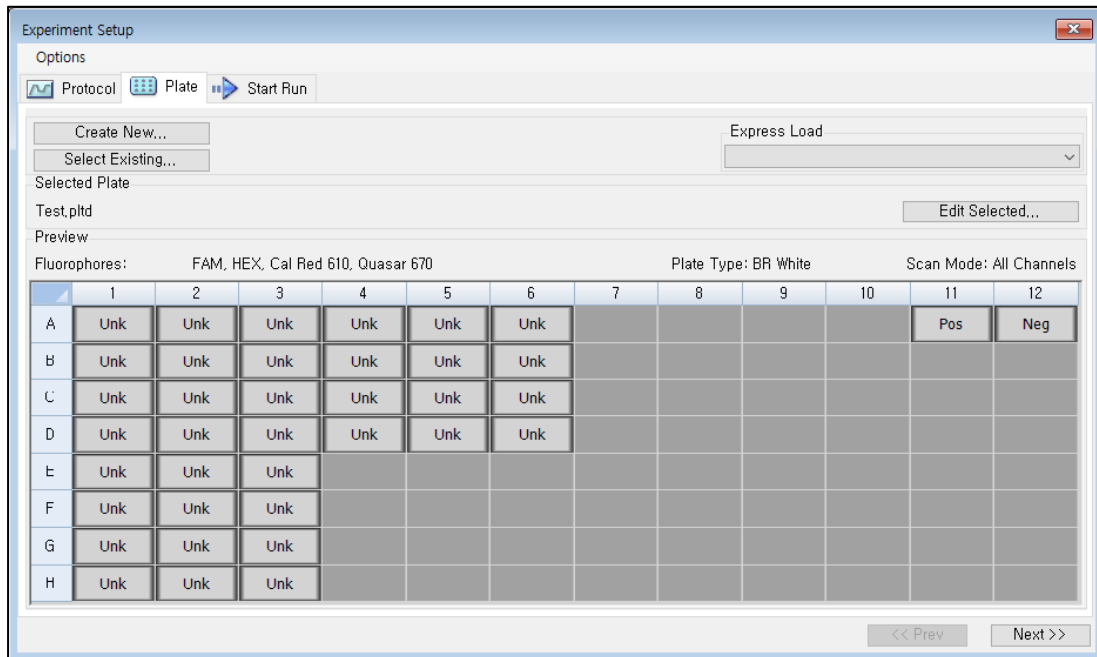 Experiment Setup
Options
Protocol Plate Start Run
Create New... Express Load
Select Existing...
Selected Plate
Test.pltd Edit Selected...
Preview
Fluorophores: FAM, HEX, Cal Red 610, Quasar 670 Plate Type: BR White Scan Mode: All Channels
1 2 3 4 5 6 7 8 9 10 11 12
A Unk Unk Unk Unk Unk Unk Pos Neg
B Unk Unk Unk Unk Unk Unk
C Unk Unk Unk Unk Unk Unk
D Unk Unk Unk Unk Unk Unk
E Unk Unk Unk
F Unk Unk Unk
G Unk Unk Unk
H Unk Unk Unk
<< Prev Next >>